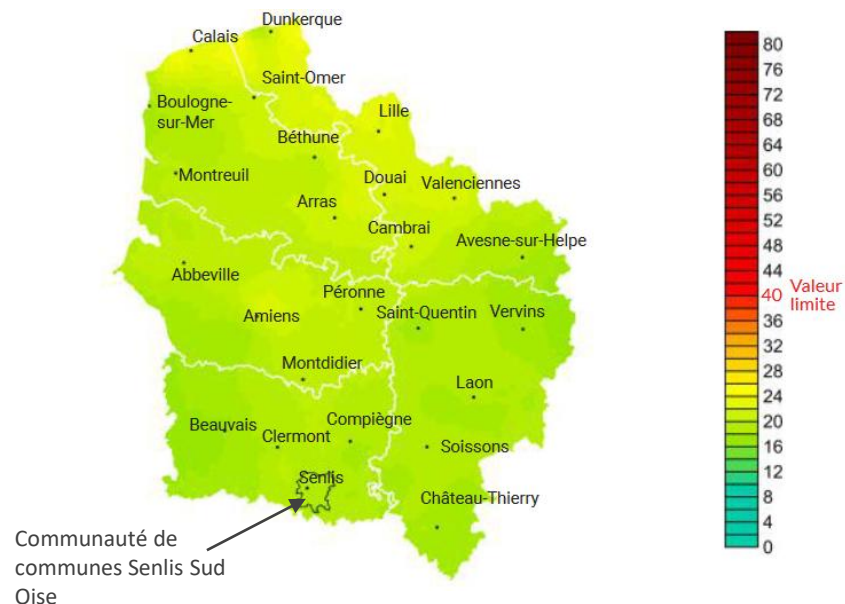 Dunkerque
Calais
Saint-Omer
Boulogne-
sur-Mer
Lille
Béthune
Montreuil
Douai
Valenciennes
Arras
Cambrai
Avesne-sur-Helpe
Abbeville
Péronne
Amiens
Saint-Quentin
Vervins
Montdidier
Laon
Beauvais
Compiègne
Clermont
Soissons
Senlis
Château-Thierry
Communauté de
communes Senlis Sud
Oise
80
76
72
68
64
60
56
52
48
44
40 Valeur
limite
36
32
28
24
20
16
12
8
4
0